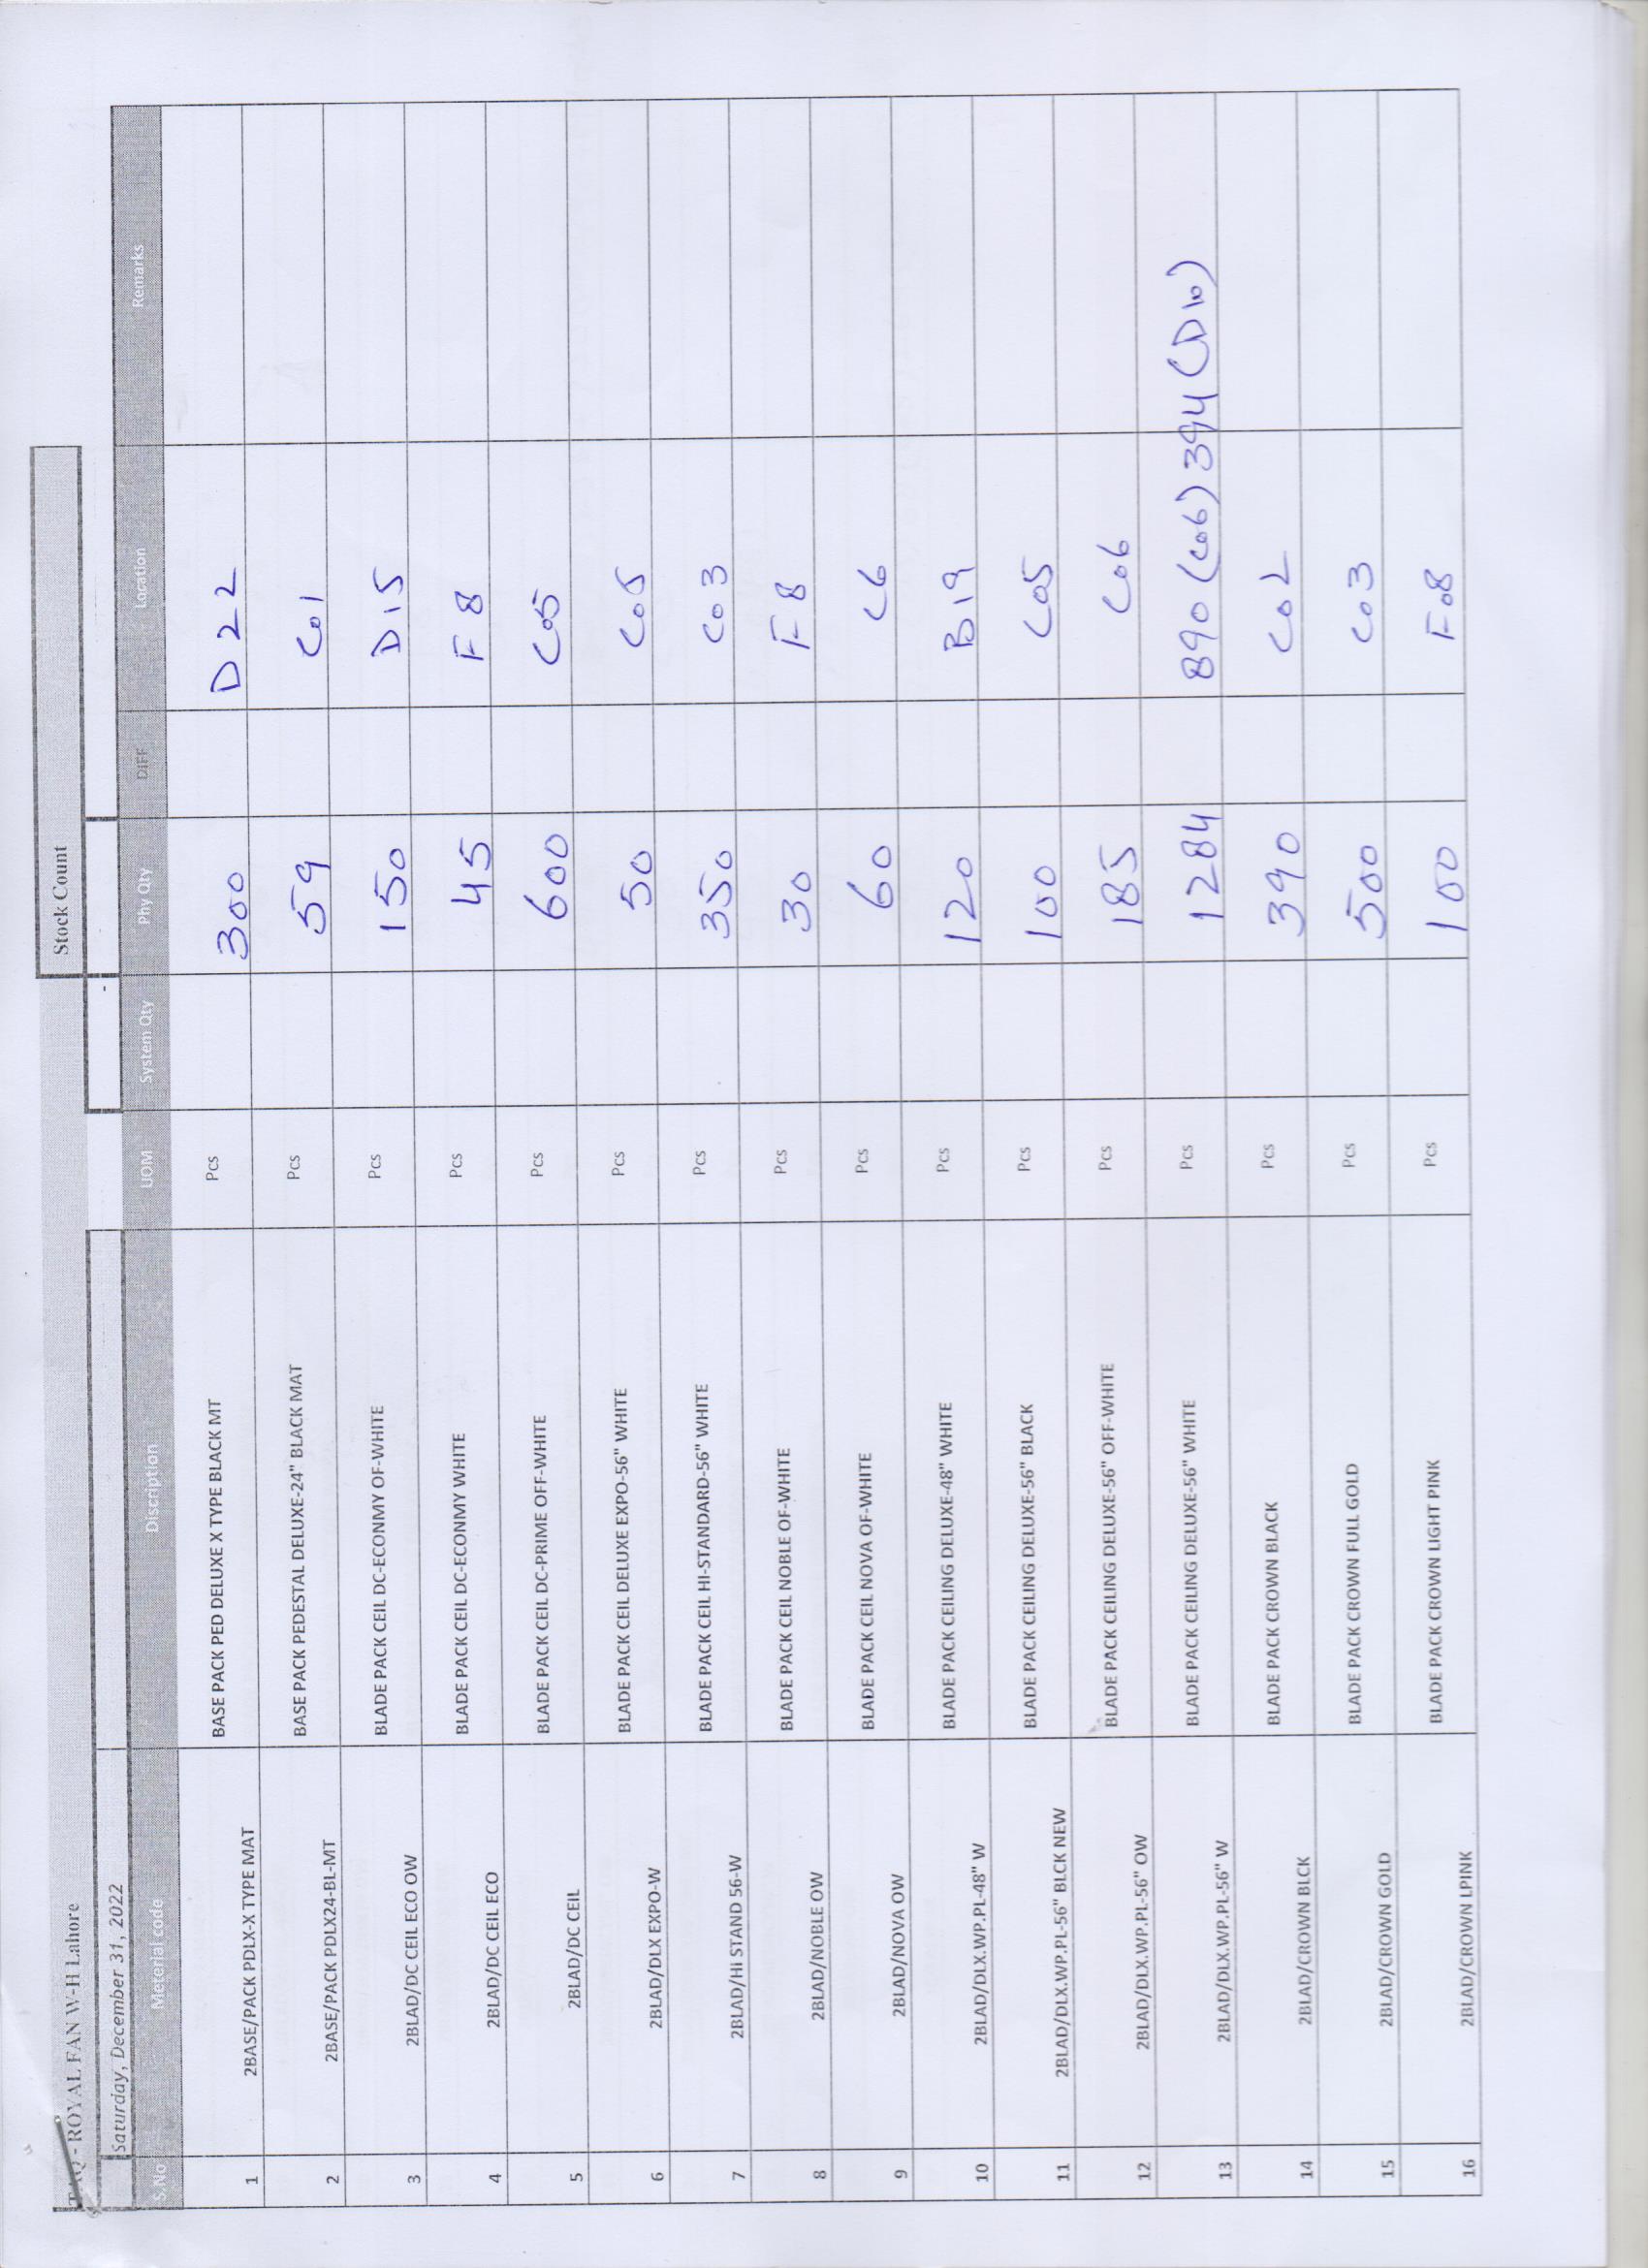 TAQ - ROYAL FAN W-H Lahore
Stock Count
Saturday, December 31, 2022 -
S.No Meterial code Discription UOM System Qty Phy Qty DIFF Location Remarks
1 2BASE/PACK PDLX-X TYPE MAT BASE PACK PED DELUXE X TYPE BLACK MT Pcs 300 D 22
2 2BASE/PACK PDLX24-BL-MT BASE PACK PEDESTAL DELUXE-24" BLACK MAT Pcs 59 C01
3 2BLAD/DC CEIL ECO OW BLADE PACK CEIL DC-ECONMY OF-WHITE Pcs 150 D15
4 2BLAD/DC CEIL ECO BLADE PACK CEIL DC-ECONMY WHITE Pcs 45 F 8
5 2BLAD/DC CEIL BLADE PACK CEIL DC-PRIME OFF-WHITE Pcs 600 C05
6 2BLAD/DLX EXPO-W BLADE PACK CEIL DELUXE EXPO-56" WHITE Pcs 50 C05
7 2BLAD/Hi STAND 56-W BLADE PACK CEIL HI-STANDARD-56" WHITE Pcs 350 C03
8 2BLAD/NOBLE OW BLADE PACK CEIL NOBLE OF-WHITE Pcs 30 F 8
9 2BLAD/NOVA OW BLADE PACK CEIL NOVA OF-WHITE Pcs 60 C6
10 2BLAD/DLX.WP.PL-48" W BLADE PACK CEILING DELUXE-48" WHITE Pcs 120 B19
11 2BLAD/DLX.WP.PL-56" BLCK NEW BLADE PACK CEILING DELUXE-56" BLACK Pcs 100 C05
12 2BLAD/DLX.WP.PL-56" OW BLADE PACK CEILING DELUXE-56" OFF-WHITE Pcs 185 C06
13 2BLAD/DLX.WP.PL-56" W BLADE PACK CEILING DELUXE-56" WHITE Pcs 1284 890 (C06) 394 (D10)
14 2BLAD/CROWN BLCK BLADE PACK CROWN BLACK Pcs 390 C02
15 2BLAD/CROWN GOLD BLADE PACK CROWN FULL GOLD Pcs 500 C03
16 2BLAD/CROWN LPINK BLADE PACK CROWN LIGHT PINK Pcs 100 F08